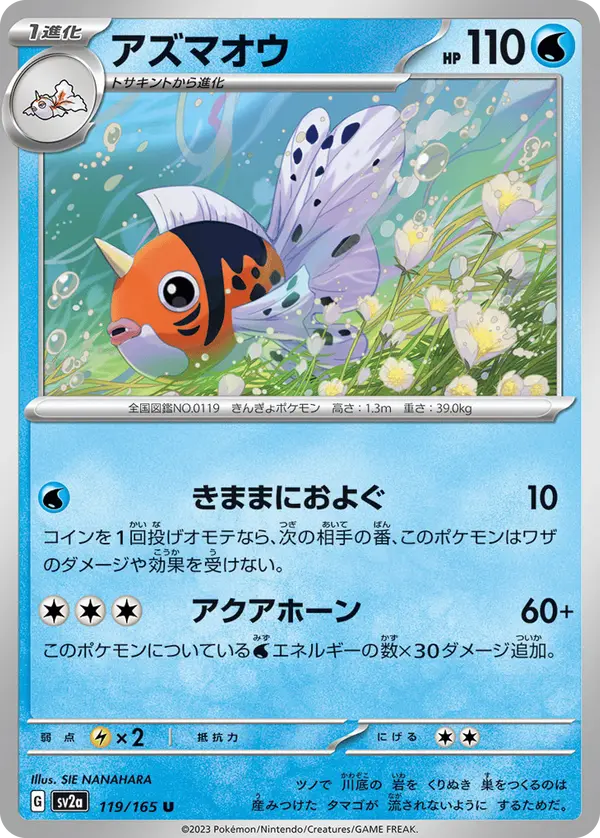 1進化
アズマオウ
HP 110
トサキントから進化
全国図鑑NO.0119 きんぎょポケモン 高さ:1.3m 重さ:39.0kg
きままにおよぐ 10
コインを1回投げオモテなら、次の相手の番、このポケモンはワザ
のダメージや効果を受けない。
アクアホーン 60+
このポケモンについているエネルギーの数×30ダメージ追加。
弱点 ×2 抵抗力 にげる
Illus. SIE NANAHARA
G sv2a 119/165 U
ツノで 川底の 岩を くりぬき 巣をつくるのは
産みつけた タマゴが 流されないように するためだ。
©2023 Pokémon/Nintendo/Creatures/GAME FREAK.